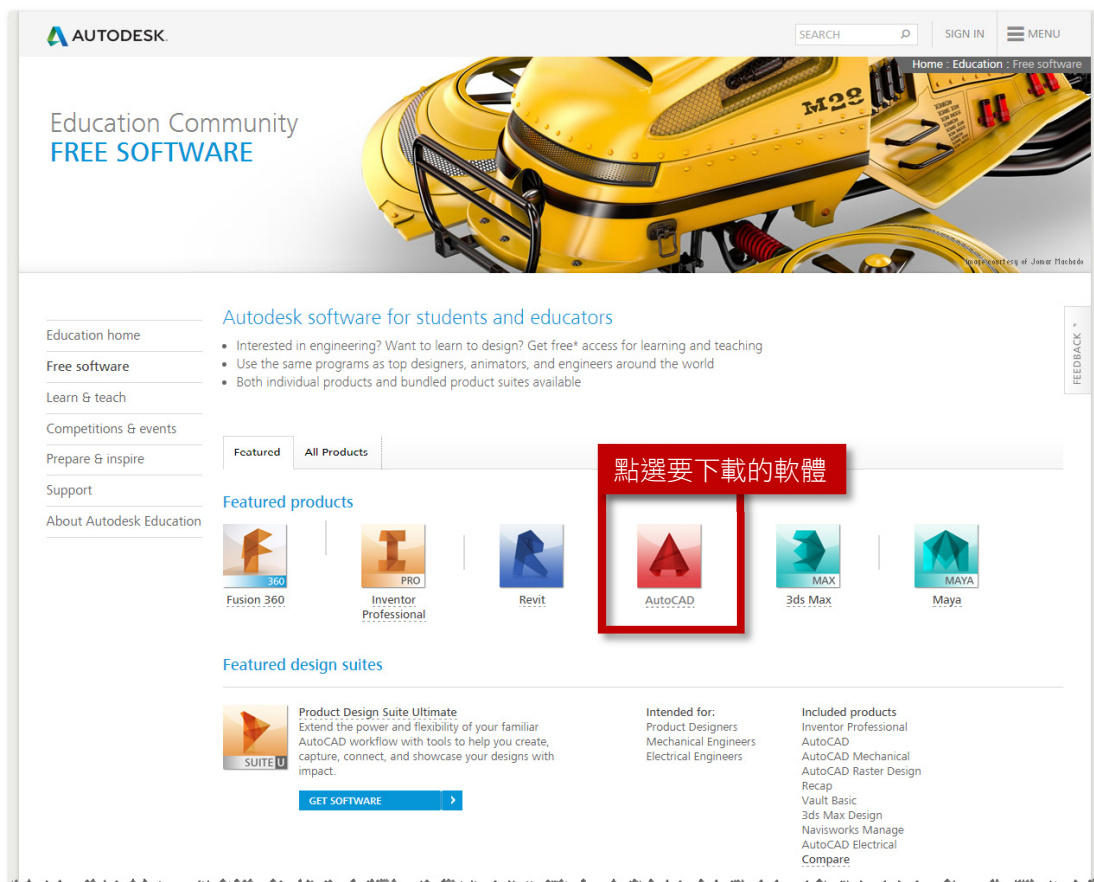 AUTODESK.
SEARCH
SIGN IN
MENU
Home : Education : Free software
Education Community
FREE SOFTWARE
M28
Image courtesy of Jomar Machado
Education home
Free software
Learn & teach
Competitions & events
Prepare & inspire
Support
About Autodesk Education
Autodesk software for students and educators
• Interested in engineering? Want to learn to design? Get free* access for learning and teaching
• Use the same programs as top designers, animators, and engineers around the world
• Both individual products and bundled product suites available
FEEDBACK
Featured
All Products
點選要下載的軟體
Featured products
360
Fusion 360
PRO
Inventor
Professional
Revit
AutoCAD
MAX
3ds Max
MAYA
Maya
Featured design suites
SUITE U
Product Design Suite Ultimate
Extend the power and flexibility of your familiar
AutoCAD workflow with tools to help you create,
capture, connect, and showcase your designs with
impact.
GET SOFTWARE
Intended for:
Product Designers
Mechanical Engineers
Electrical Engineers
Included products
Inventor Professional
AutoCAD
AutoCAD Mechanical
AutoCAD Raster Design
Recap
Vault Basic
3ds Max Design
Navisworks Manage
AutoCAD Electrical
Compare